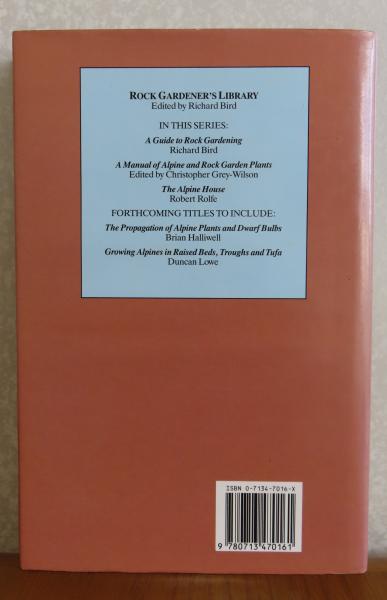 ROCK GARDENER'S LIBRARY
Edited by Richard Bird
IN THIS SERIES:
A Guide to Rock Gardening
Richard Bird
A Manual of Alpine and Rock Garden Plants
Edited by Christopher Grey-Wilson
The Alpine House
Robert Rolfe
FORTHCOMING TITLES TO INCLUDE:
The Propagation of Alpine Plants and Dwarf Bulbs
Brian Halliwell
Growing Alpines in Raised Beds, Troughs and Tufa
Duncan Lowe
ISBN 0-7134-7016-X
9 780713 470161